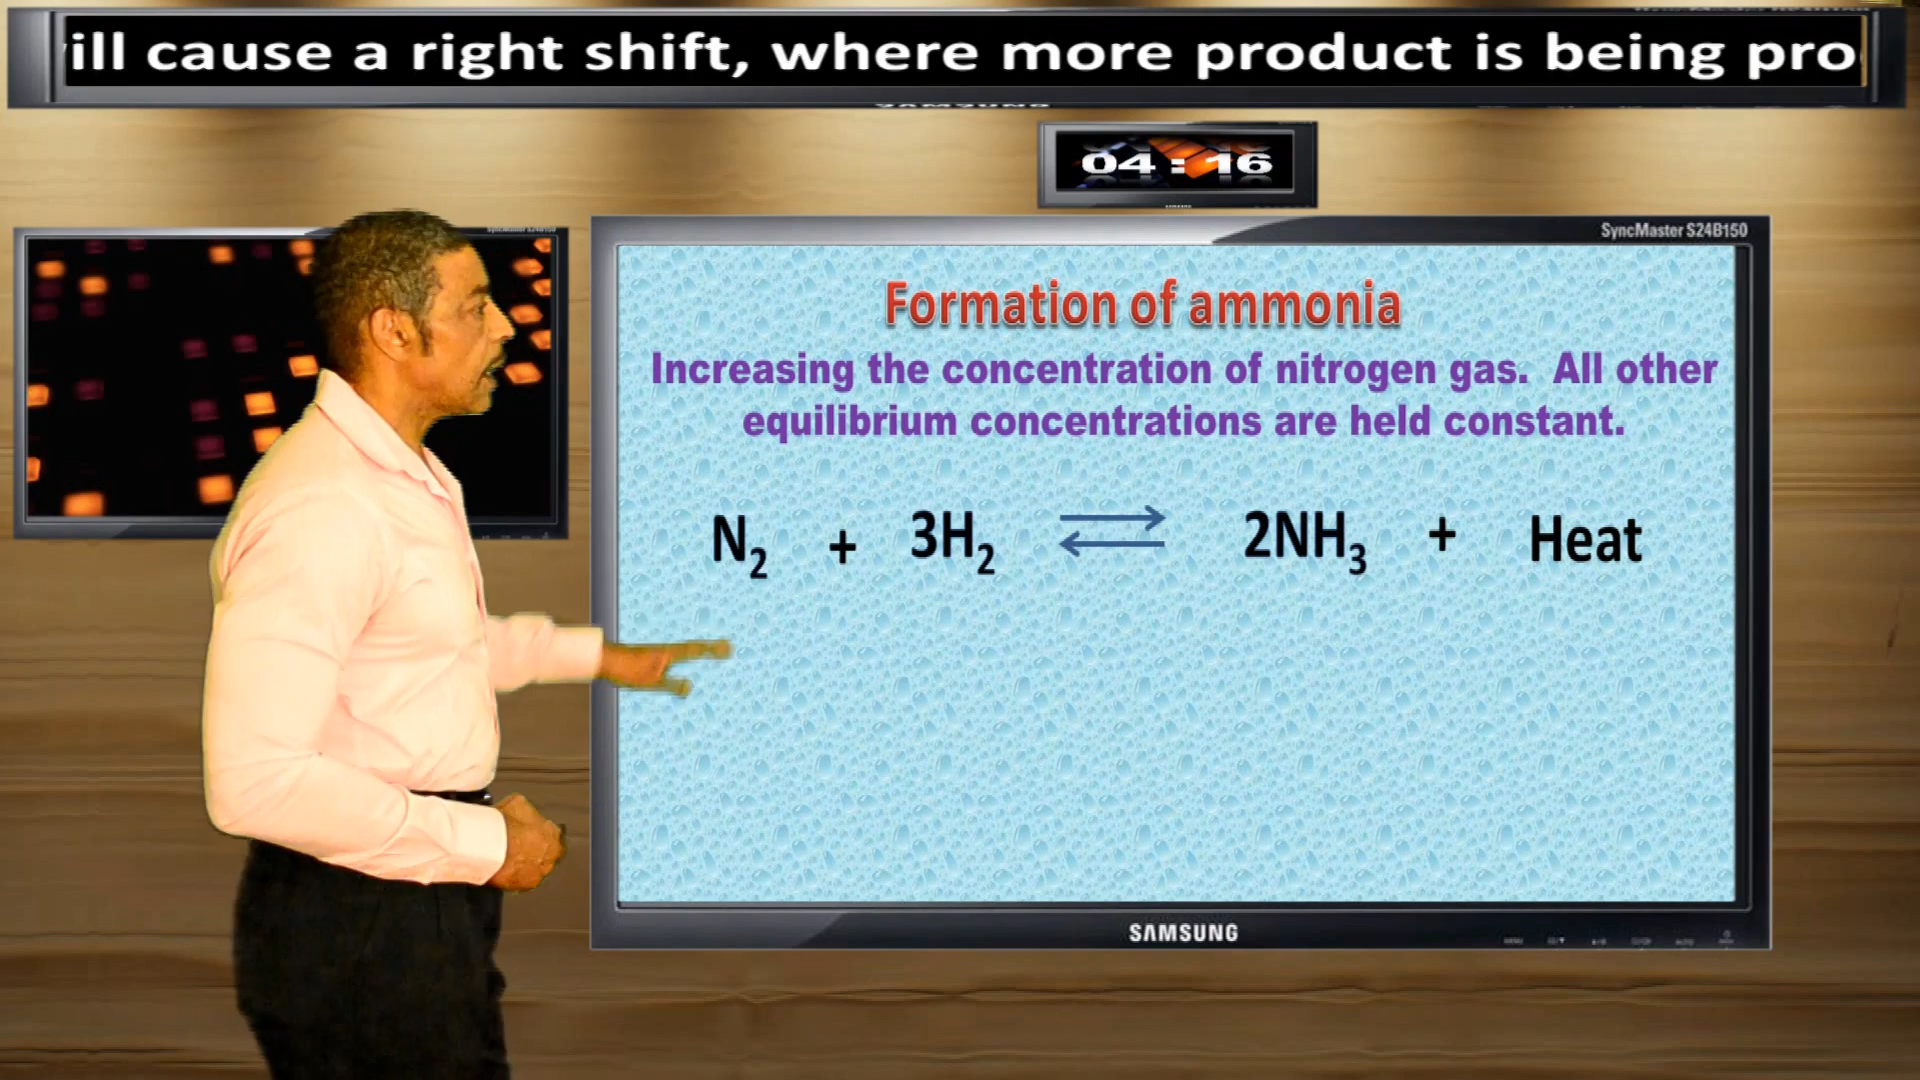 ill cause a right shift, where more product is being pro
SAMSUNG
04 : 16
SyncMaster S24B150
Formation of ammonia
Increasing the concentration of nitrogen gas. All other
equilibrium concentrations are held constant.
N₂ + 3H₂ ⇌ 2NH₃ + Heat
SAMSUNG